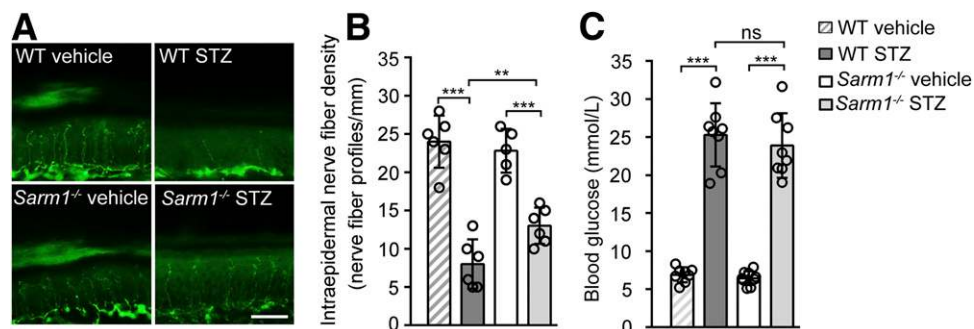 A
WT vehicle
WT STZ
Sarm1-/- vehicle
Sarm1-/- STZ
B
Intraepidermal nerve fiber density
(nerve fiber profiles/mm)
35
30
25
20
15
10
5
0
**
***
***
C
Blood glucose (mmol/L)
35
30
25
20
15
10
5
0
ns
***
***
WT vehicle
WT STZ
Sarm1-/- vehicle
Sarm1-/- STZ